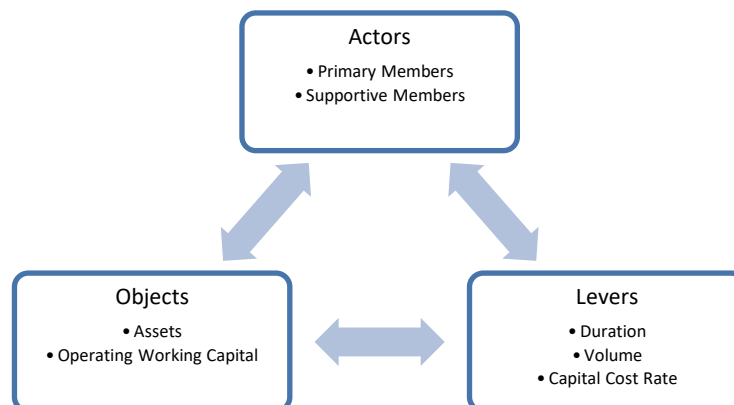 Actors
• Primary Members
• Supportive Members
Objects
• Assets
• Operating Working Capital
Levers
• Duration
• Volume
• Capital Cost Rate